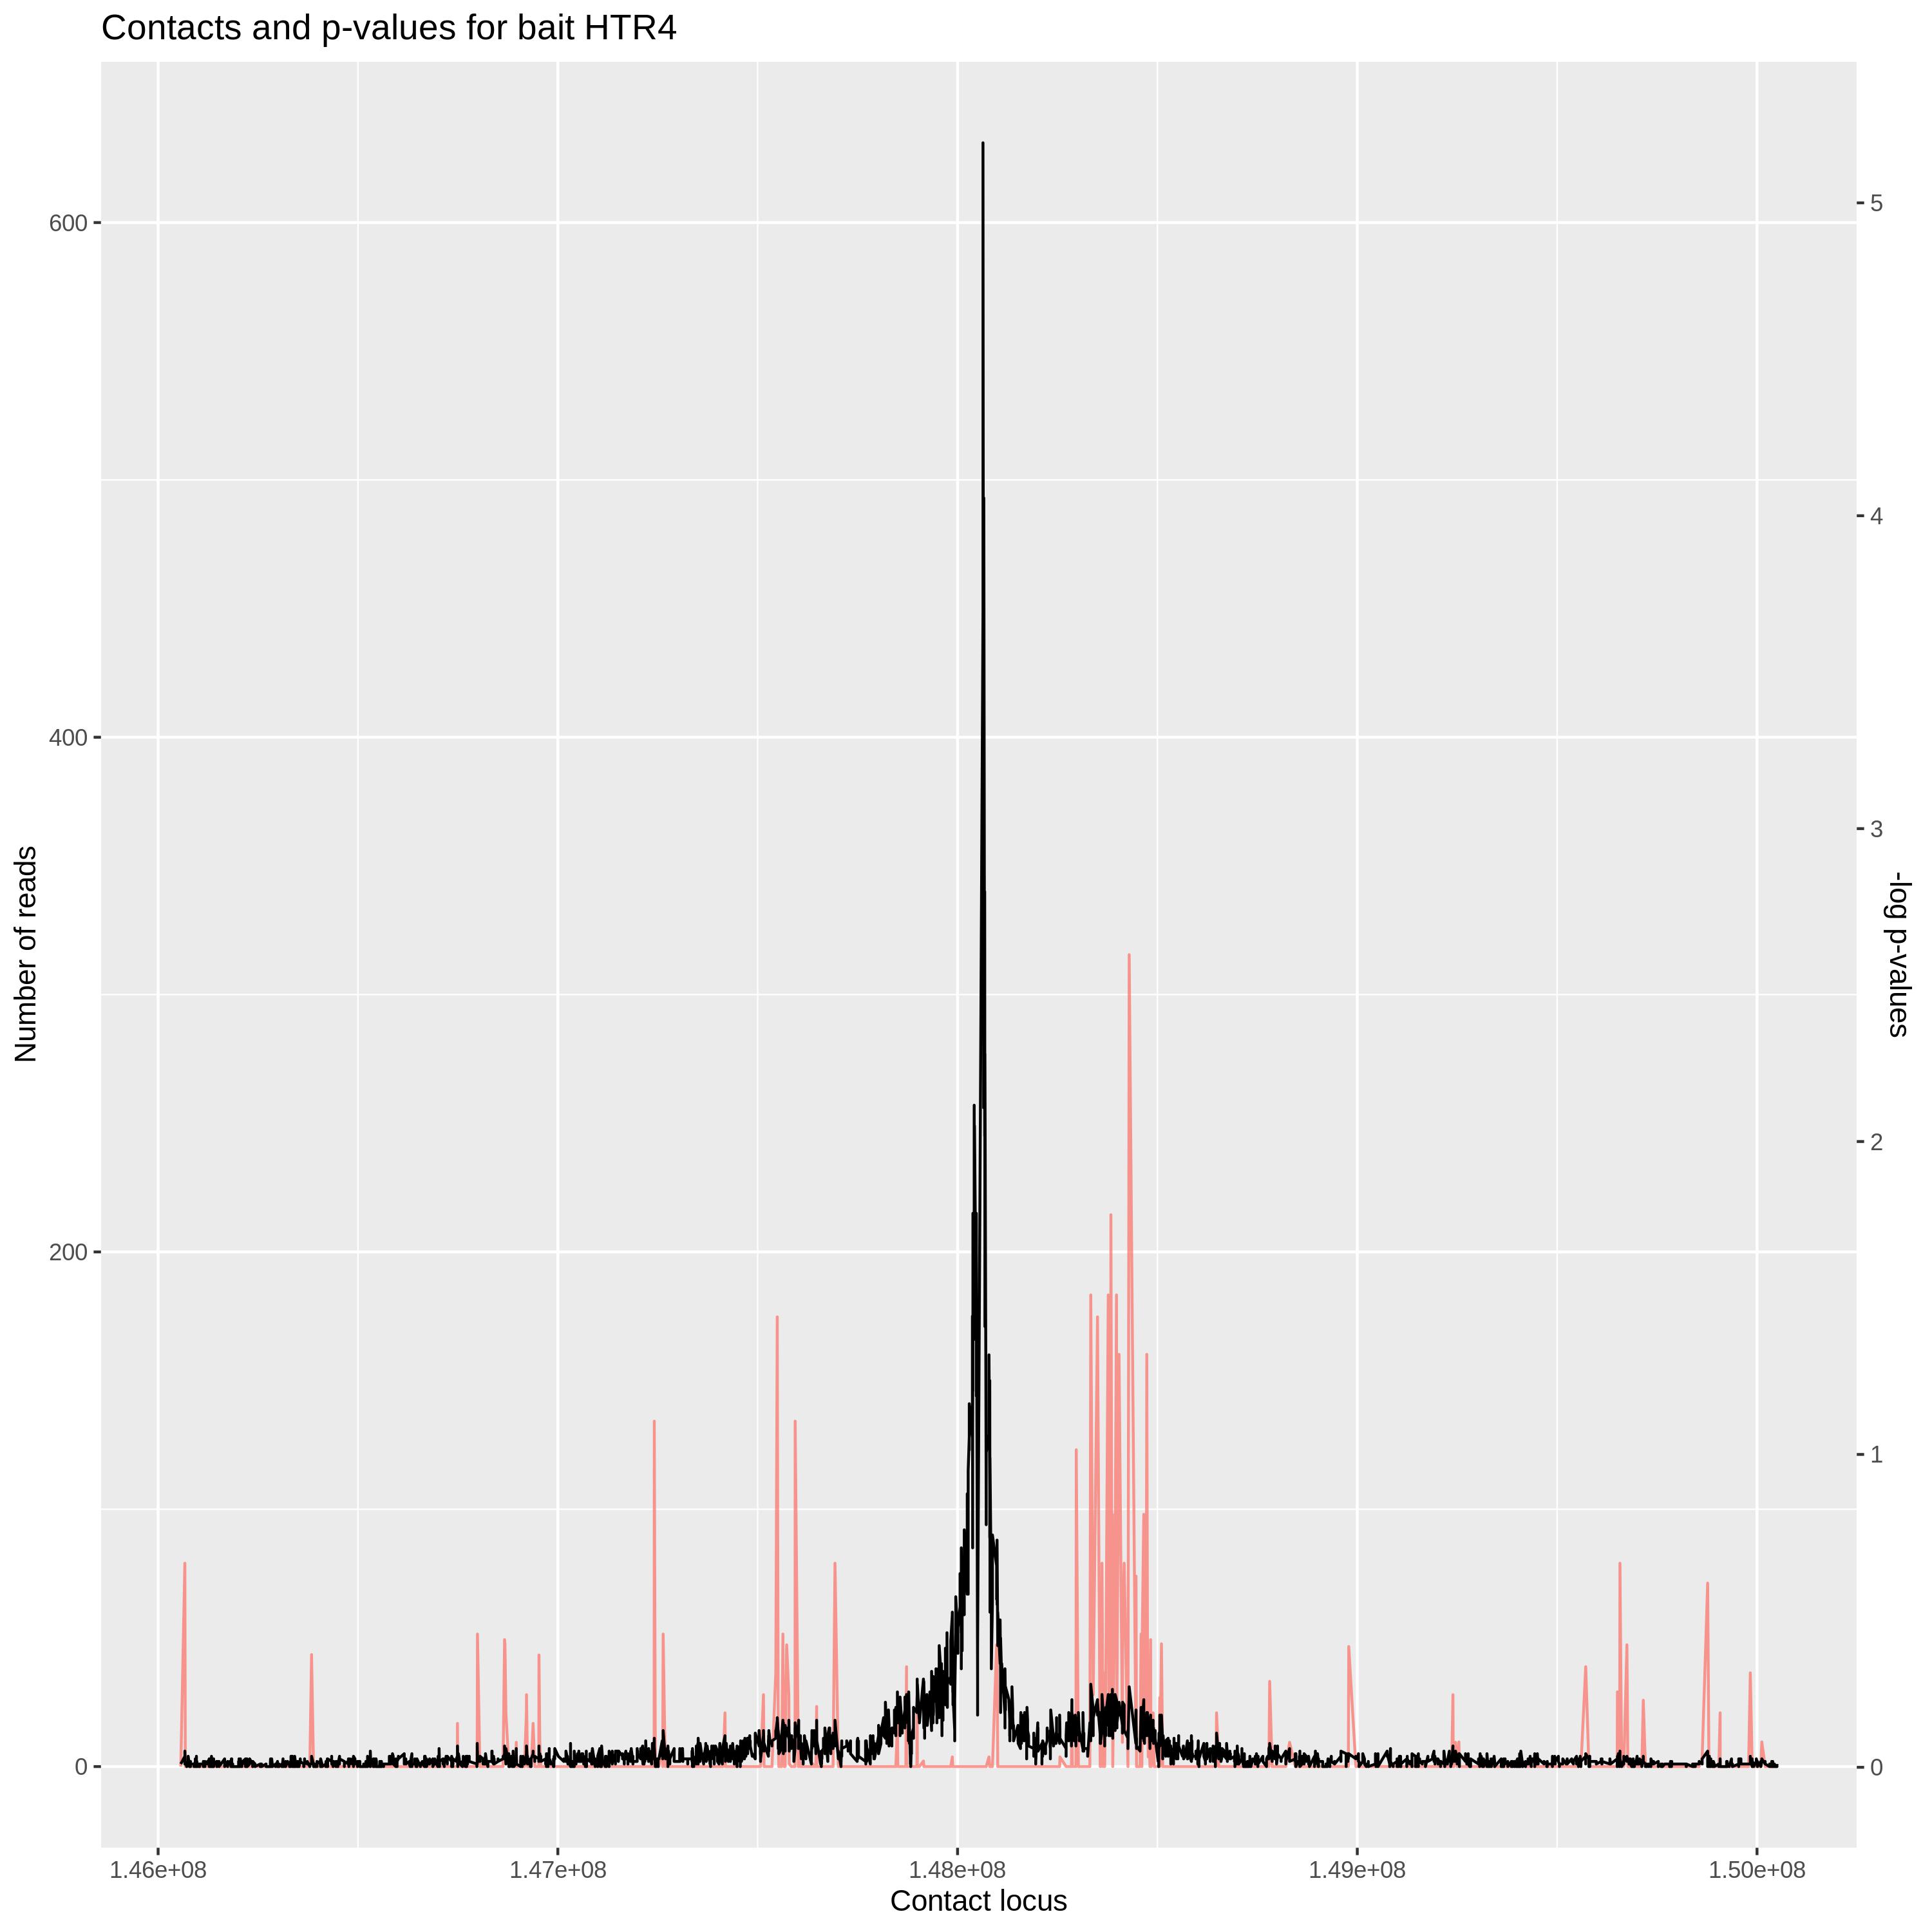 Contacts and p-values for bait HTR4
600
400
200
0
Number of reads
5
4
3
2
1
0
-log p-values
1.46e+08
1.47e+08
1.48e+08
1.49e+08
1.50e+08
Contact locus